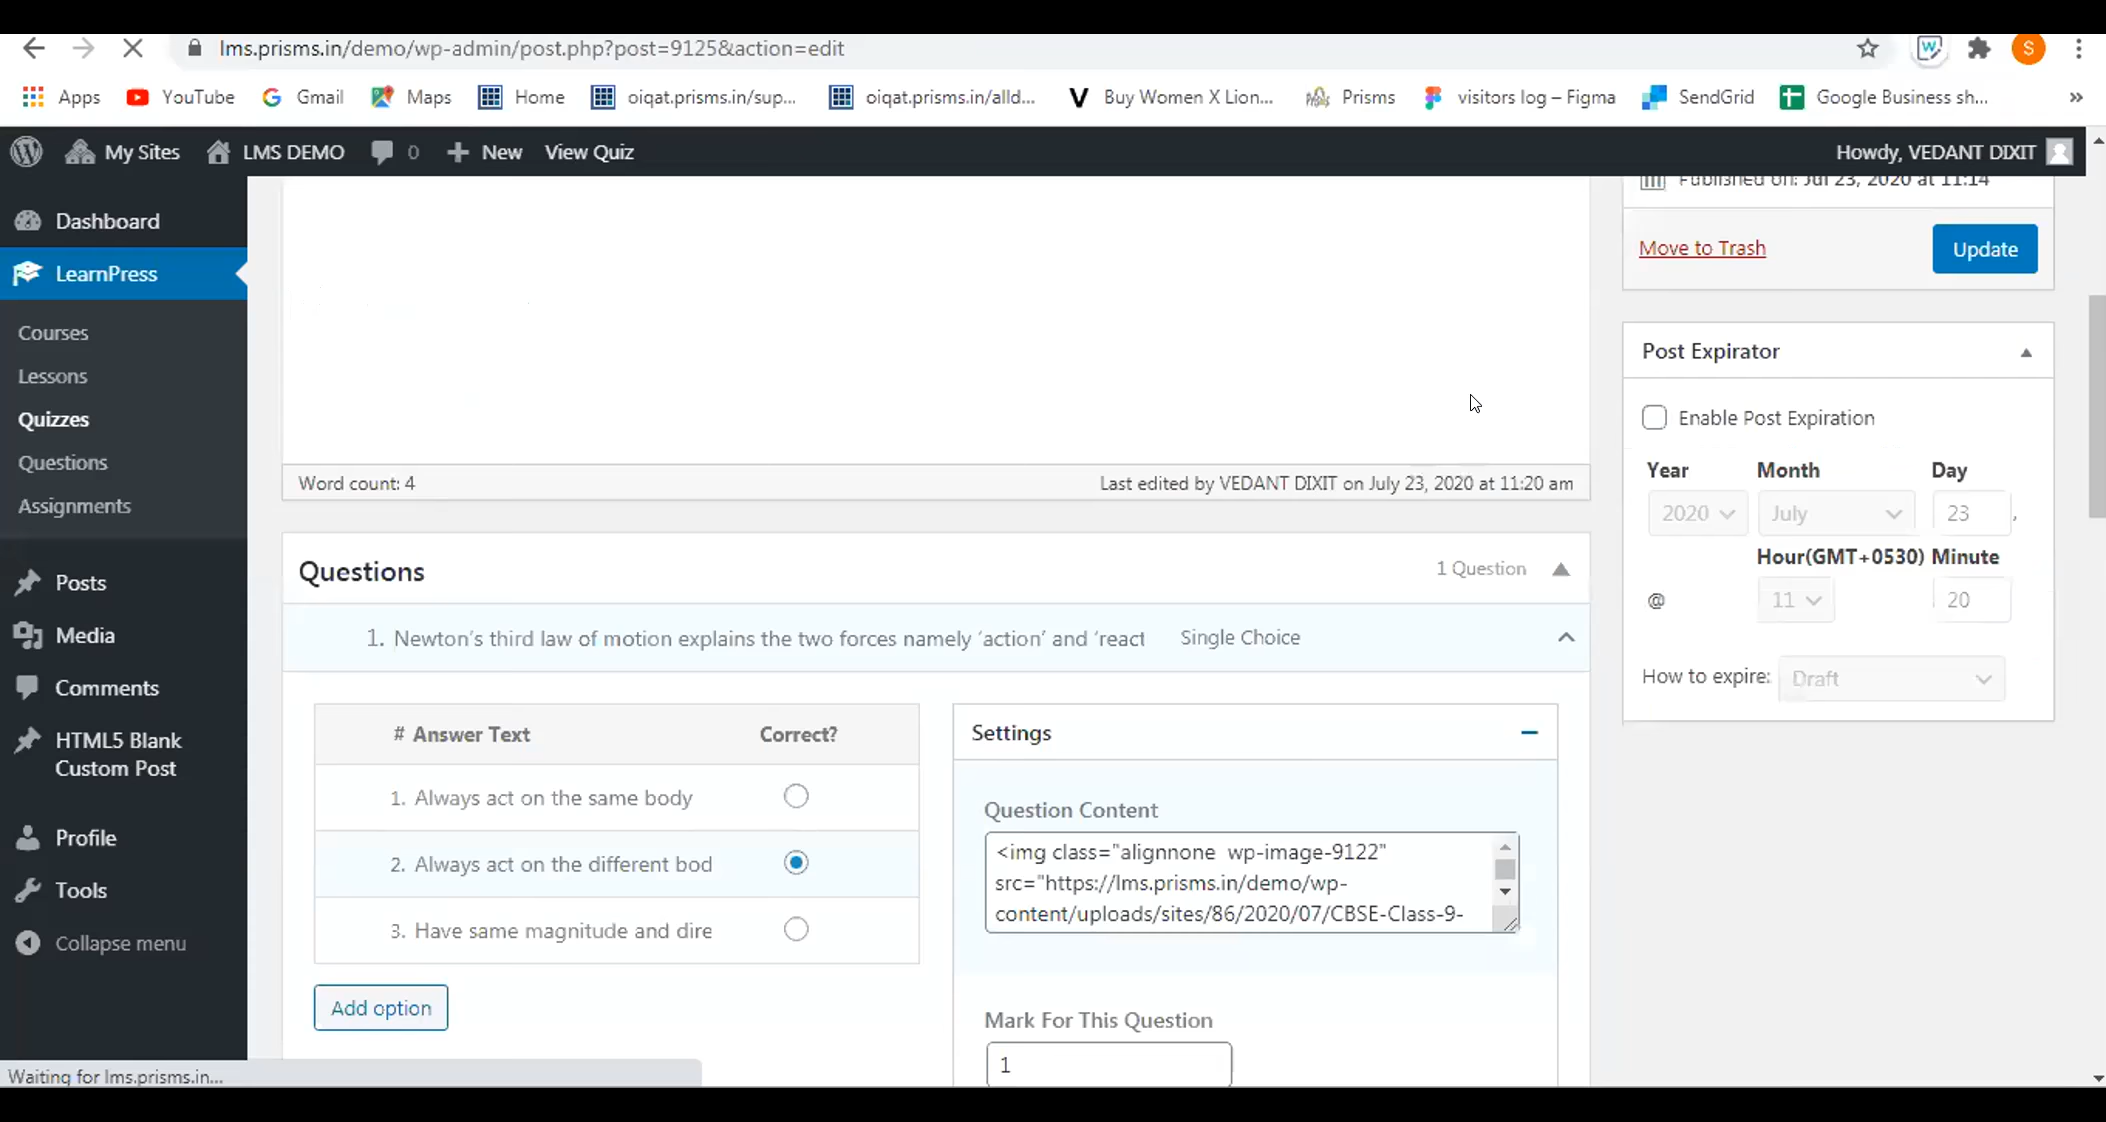 lms.prisms.in/demo/wp-admin/post.php?post=9125&action=edit
S
Apps YouTube Gmail Maps Home oiqat.prisms.in/sup... oiqat.prisms.in/alld... Buy Women X Lion... Prisms visitors log – Figma SendGrid Google Business sh... »
My Sites LMS DEMO 0 + New View Quiz Howdy, VEDANT DIXIT
Published on: Jul 23, 2020 at 11:14
Move to Trash Update
Dashboard
LearnPress
Courses
Lessons
Quizzes
Questions
Assignments
Posts
Media
Comments
HTML5 Blank
Custom Post
Profile
Tools
Collapse menu
Word count: 4 Last edited by VEDANT DIXIT on July 23, 2020 at 11:20 am
Questions 1 Question
1. Newton’s third law of motion explains the two forces namely ‘action’ and ‘react Single Choice
# Answer Text Correct?
1. Always act on the same body
2. Always act on the different bod
3. Have same magnitude and dire
Add option
Settings
Question Content
<img class="alignnone wp-image-9122"
src="https://lms.prisms.in/demo/wp-
content/uploads/sites/86/2020/07/CBSE-Class-9-
Mark For This Question
1
Post Expirator
Enable Post Expiration
Year Month Day
2020 July 23 ,
Hour(GMT+0530) Minute
@ 11 20
How to expire: Draft
Waiting for lms.prisms.in...